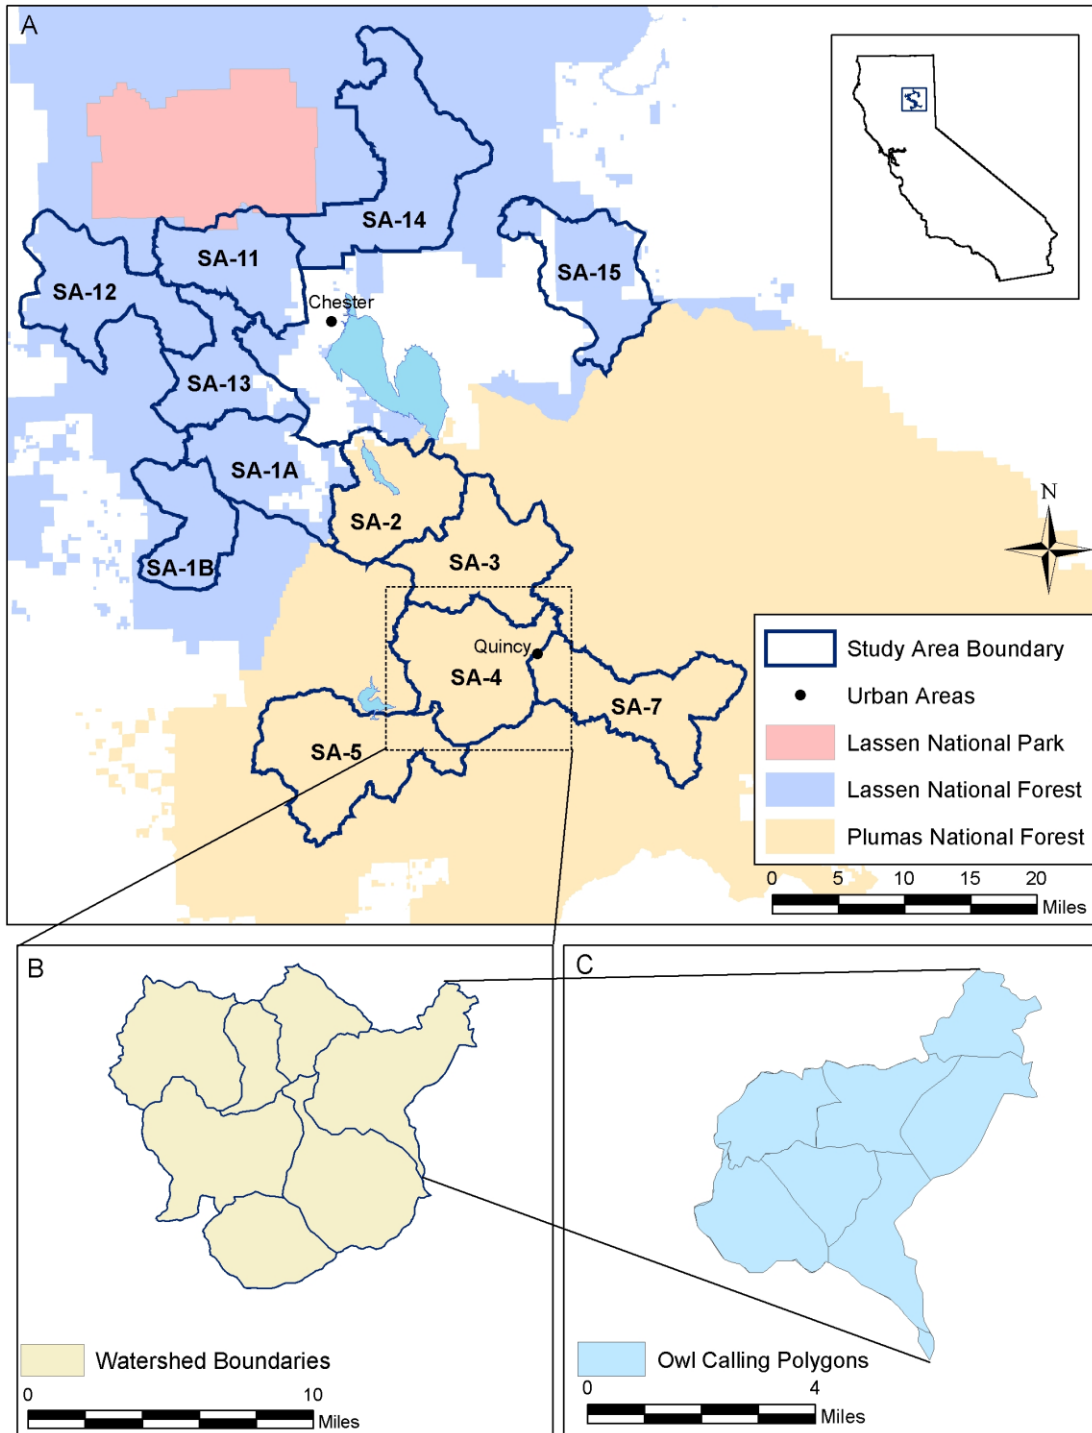 A
SA-14
SA-11
SA-15
SA-12
Chester
SA-13
SA-1A
SA-2
SA-3
SA-1B
Quincy
SA-4
SA-7
SA-5
N
Study Area Boundary
Urban Areas
Lassen National Park
Lassen National Forest
Plumas National Forest
0 5 10 15 20
Miles
B
Watershed Boundaries
0 10
Miles
C
Owl Calling Polygons
0 4
Miles